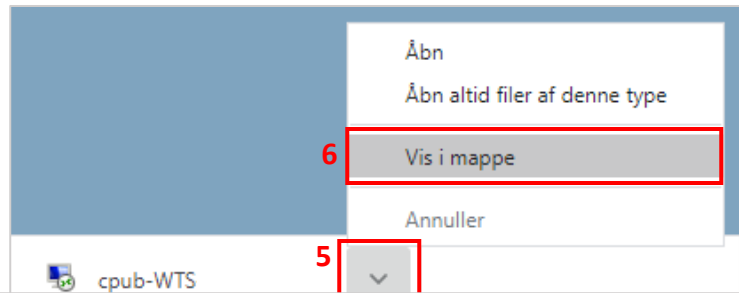 Åbn
Åbn altid filer af denne type
6 Vis i mappe
Annuller
5
cpub-WTS